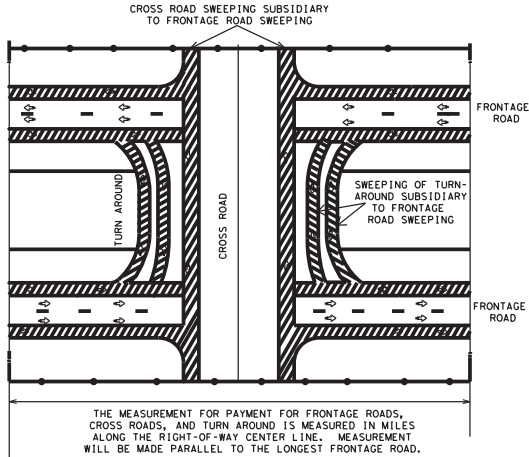 CROSS ROAD SWEEPING SUBSIDIARY
TO FRONTAGE ROAD SWEEPING
FRONTAGE
ROAD
TURN AROUND
CROSS ROAD
SWEEPING OF TURN-
AROUND SUBSIDIARY
TO FRONTAGE
ROAD SWEEPING
FRONTAGE
ROAD
THE MEASUREMENT FOR PAYMENT FOR FRONTAGE ROADS,
CROSS ROADS, AND TURN AROUND IS MEASURED IN MILES
ALONG THE RIGHT-OF-WAY CENTER LINE. MEASUREMENT
WILL BE MADE PARALLEL TO THE LONGEST FRONTAGE ROAD.